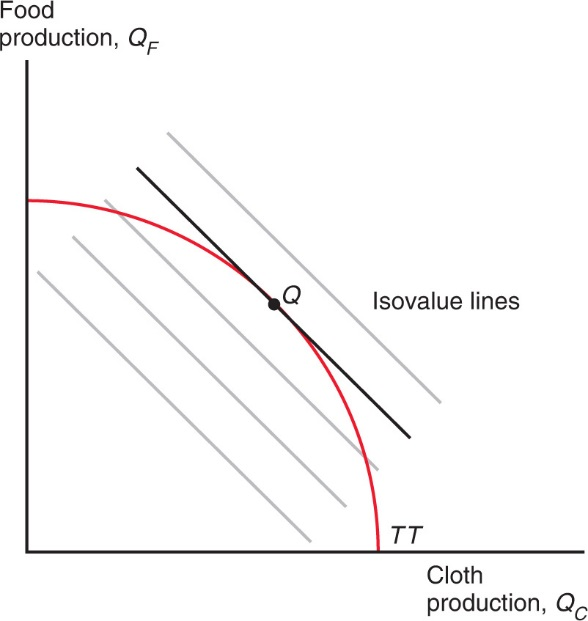 Food
production, Q_F
Q
Isovalue lines
TT
Cloth
production, Q_C